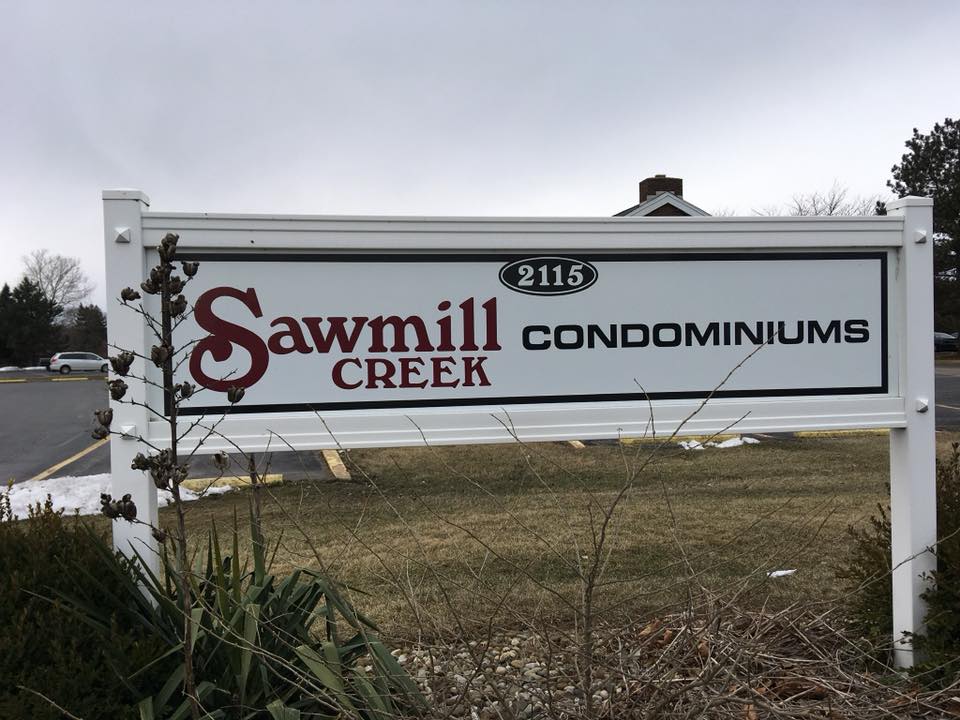 2115
Sawmill
CREEK
CONDOMINIUMS